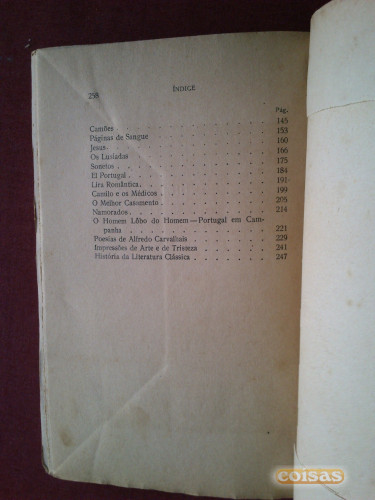 258 ÍNDICE
Pág.
Camões 145
Páginas de Sangue 153
Jesus 160
Os Lusíadas 166
Sonetos 175
El Portugal 184
Lira Romântica 191
Camilo e os Médicos 199
O Melhor Casamento 205
Namorados 214
O Homem Lôbo do Homem — Portugal em Cam-
panha 221
Poesias de Alfredo Carvalhais 229
Impressões de Arte e de Tristeza 241
História da Literatura Clássica 247
coisas